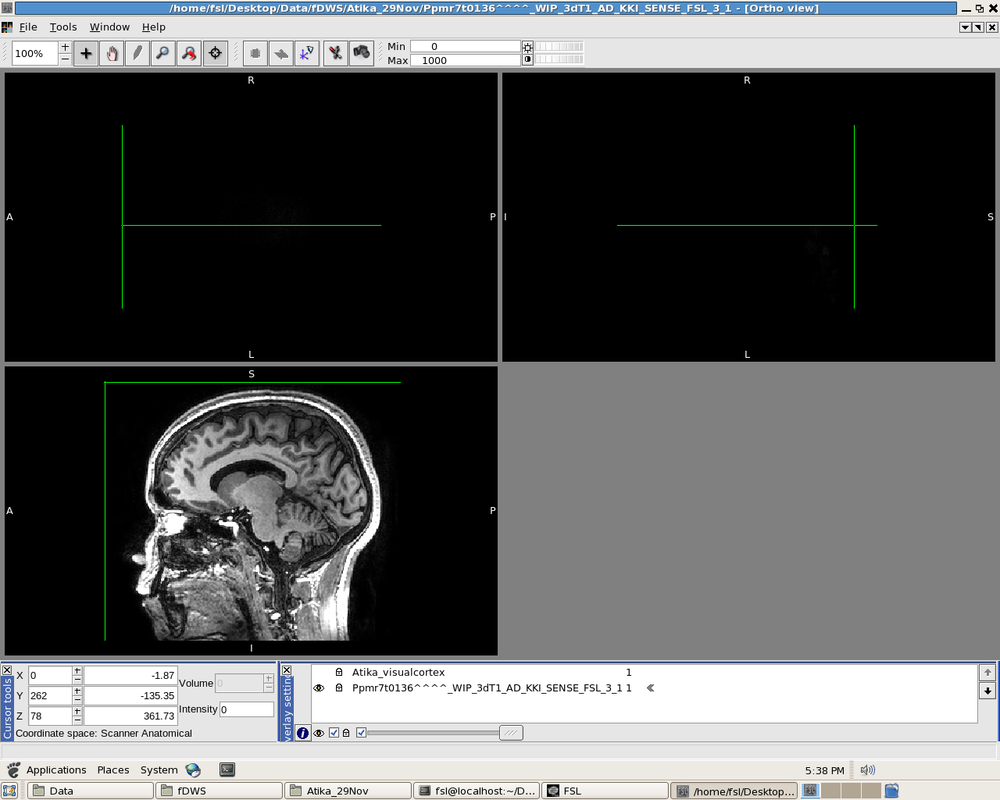 /home/fsl/Desktop/Data/fDWS/Atika_29Nov/Ppmr7t0136^^^^_WIP_3dT1_AD_KKI_SENSE_FSL_3_1 - [Ortho view]
File Tools Window Help
100% Min 0
Max 1000
R R
A P I S
L L
S
A P
I
Cursor tools
X 0 -1.87
Y 262 -135.35
Z 78 361.73
Volume 0
Intensity 0
Coordinate space: Scanner Anatomical
verlay settin
Atika_visualcortex 1
Ppmr7t0136^^^^_WIP_3dT1_AD_KKI_SENSE_FSL_3_1 1
Applications Places System 5:38 PM
Data fDWS Atika_29Nov fsl@localhost:~/D... FSL /home/fsl/Desktop...